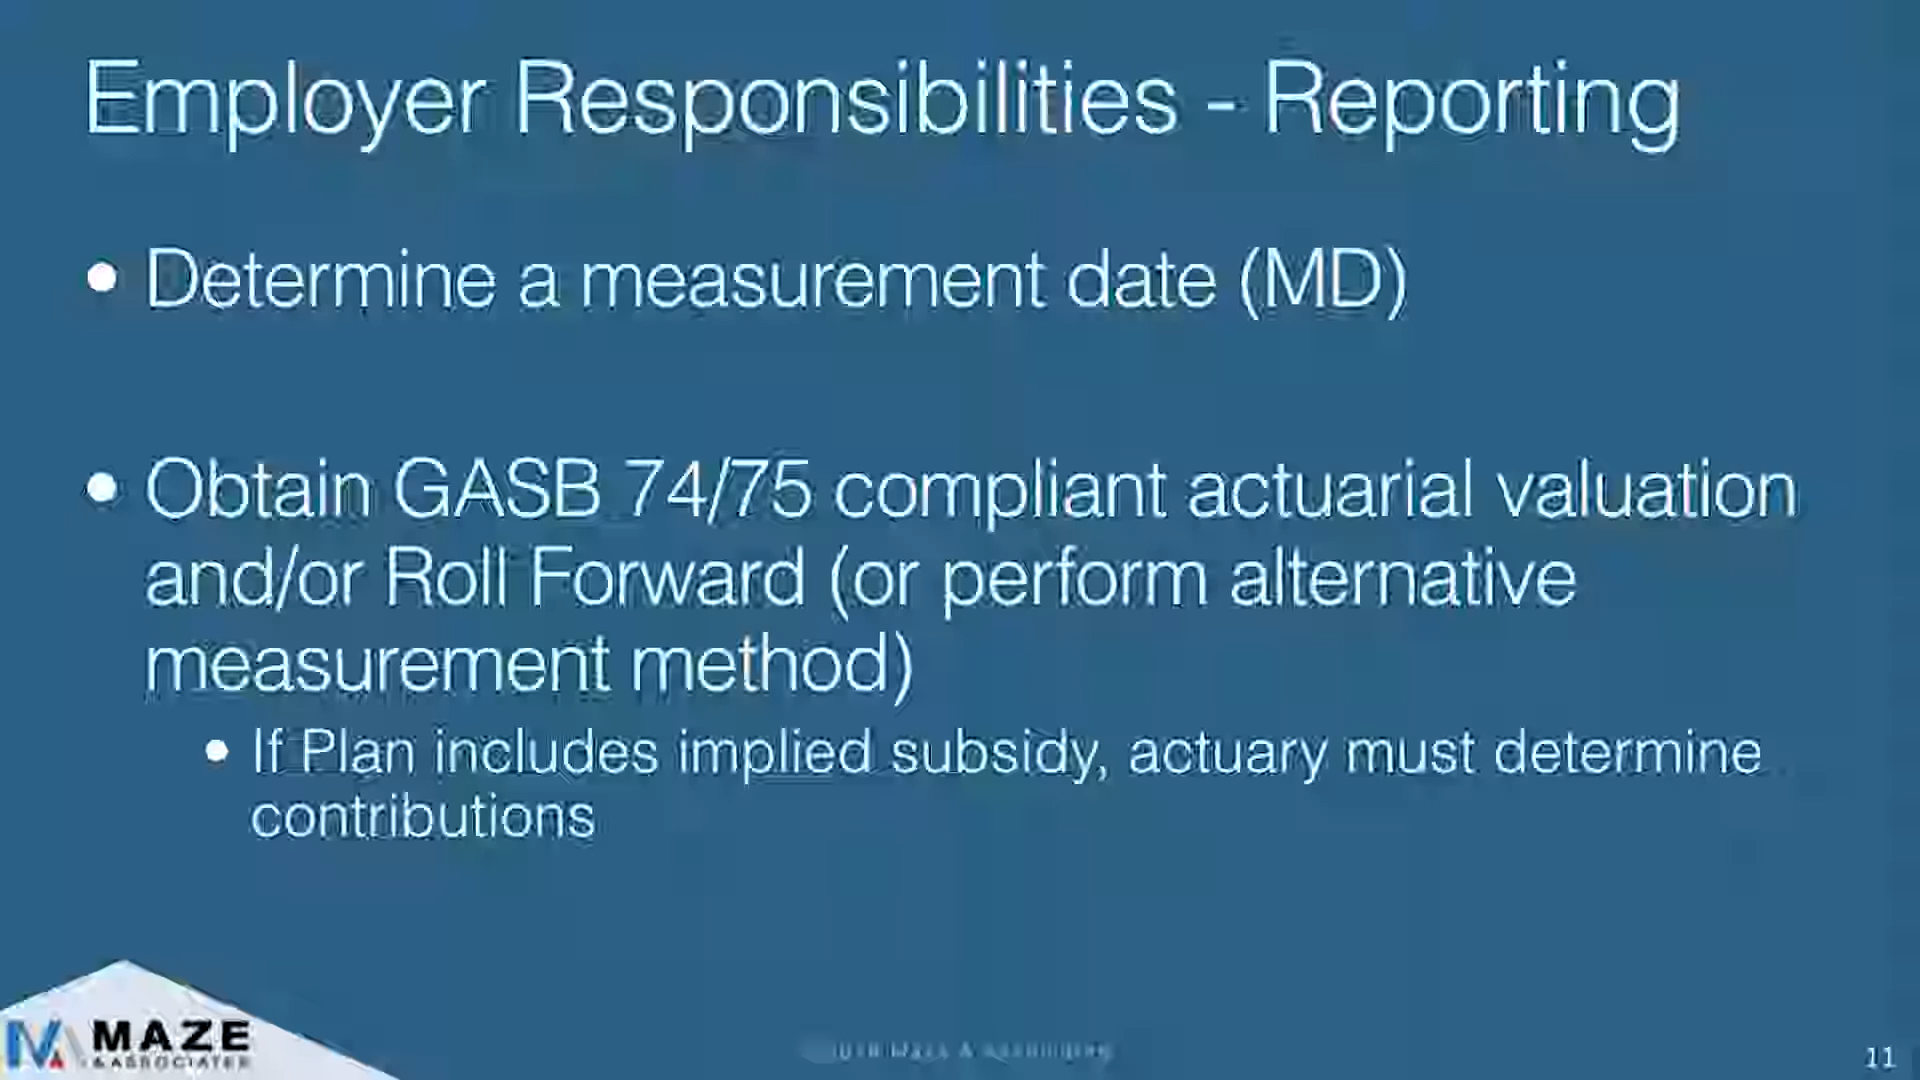 Employer Responsibilities - Reporting
• Determine a measurement date (MD)
• Obtain GASB 74/75 compliant actuarial valuation
and/or Roll Forward (or perform alternative
measurement method)
• If Plan includes implied subsidy, actuary must determine
contributions
MAZE
& ASSOCIATES
11